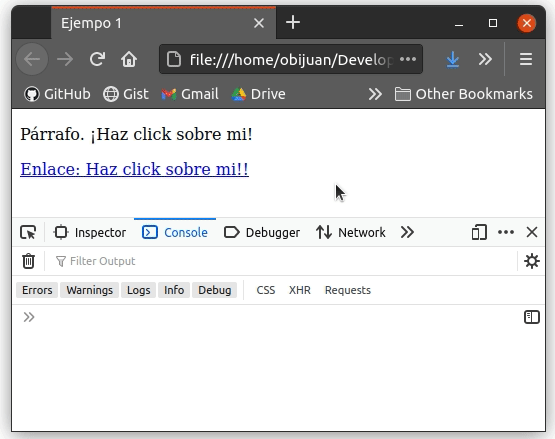 Ejempo 1
file:///home/obijuan/Develop
GitHub Gist Gmail Drive Other Bookmarks
Párrafo. ¡Haz click sobre mi!
Enlace: Haz click sobre mi!!
Inspector Console Debugger Network
Filter Output
Errors Warnings Logs Info Debug CSS XHR Requests